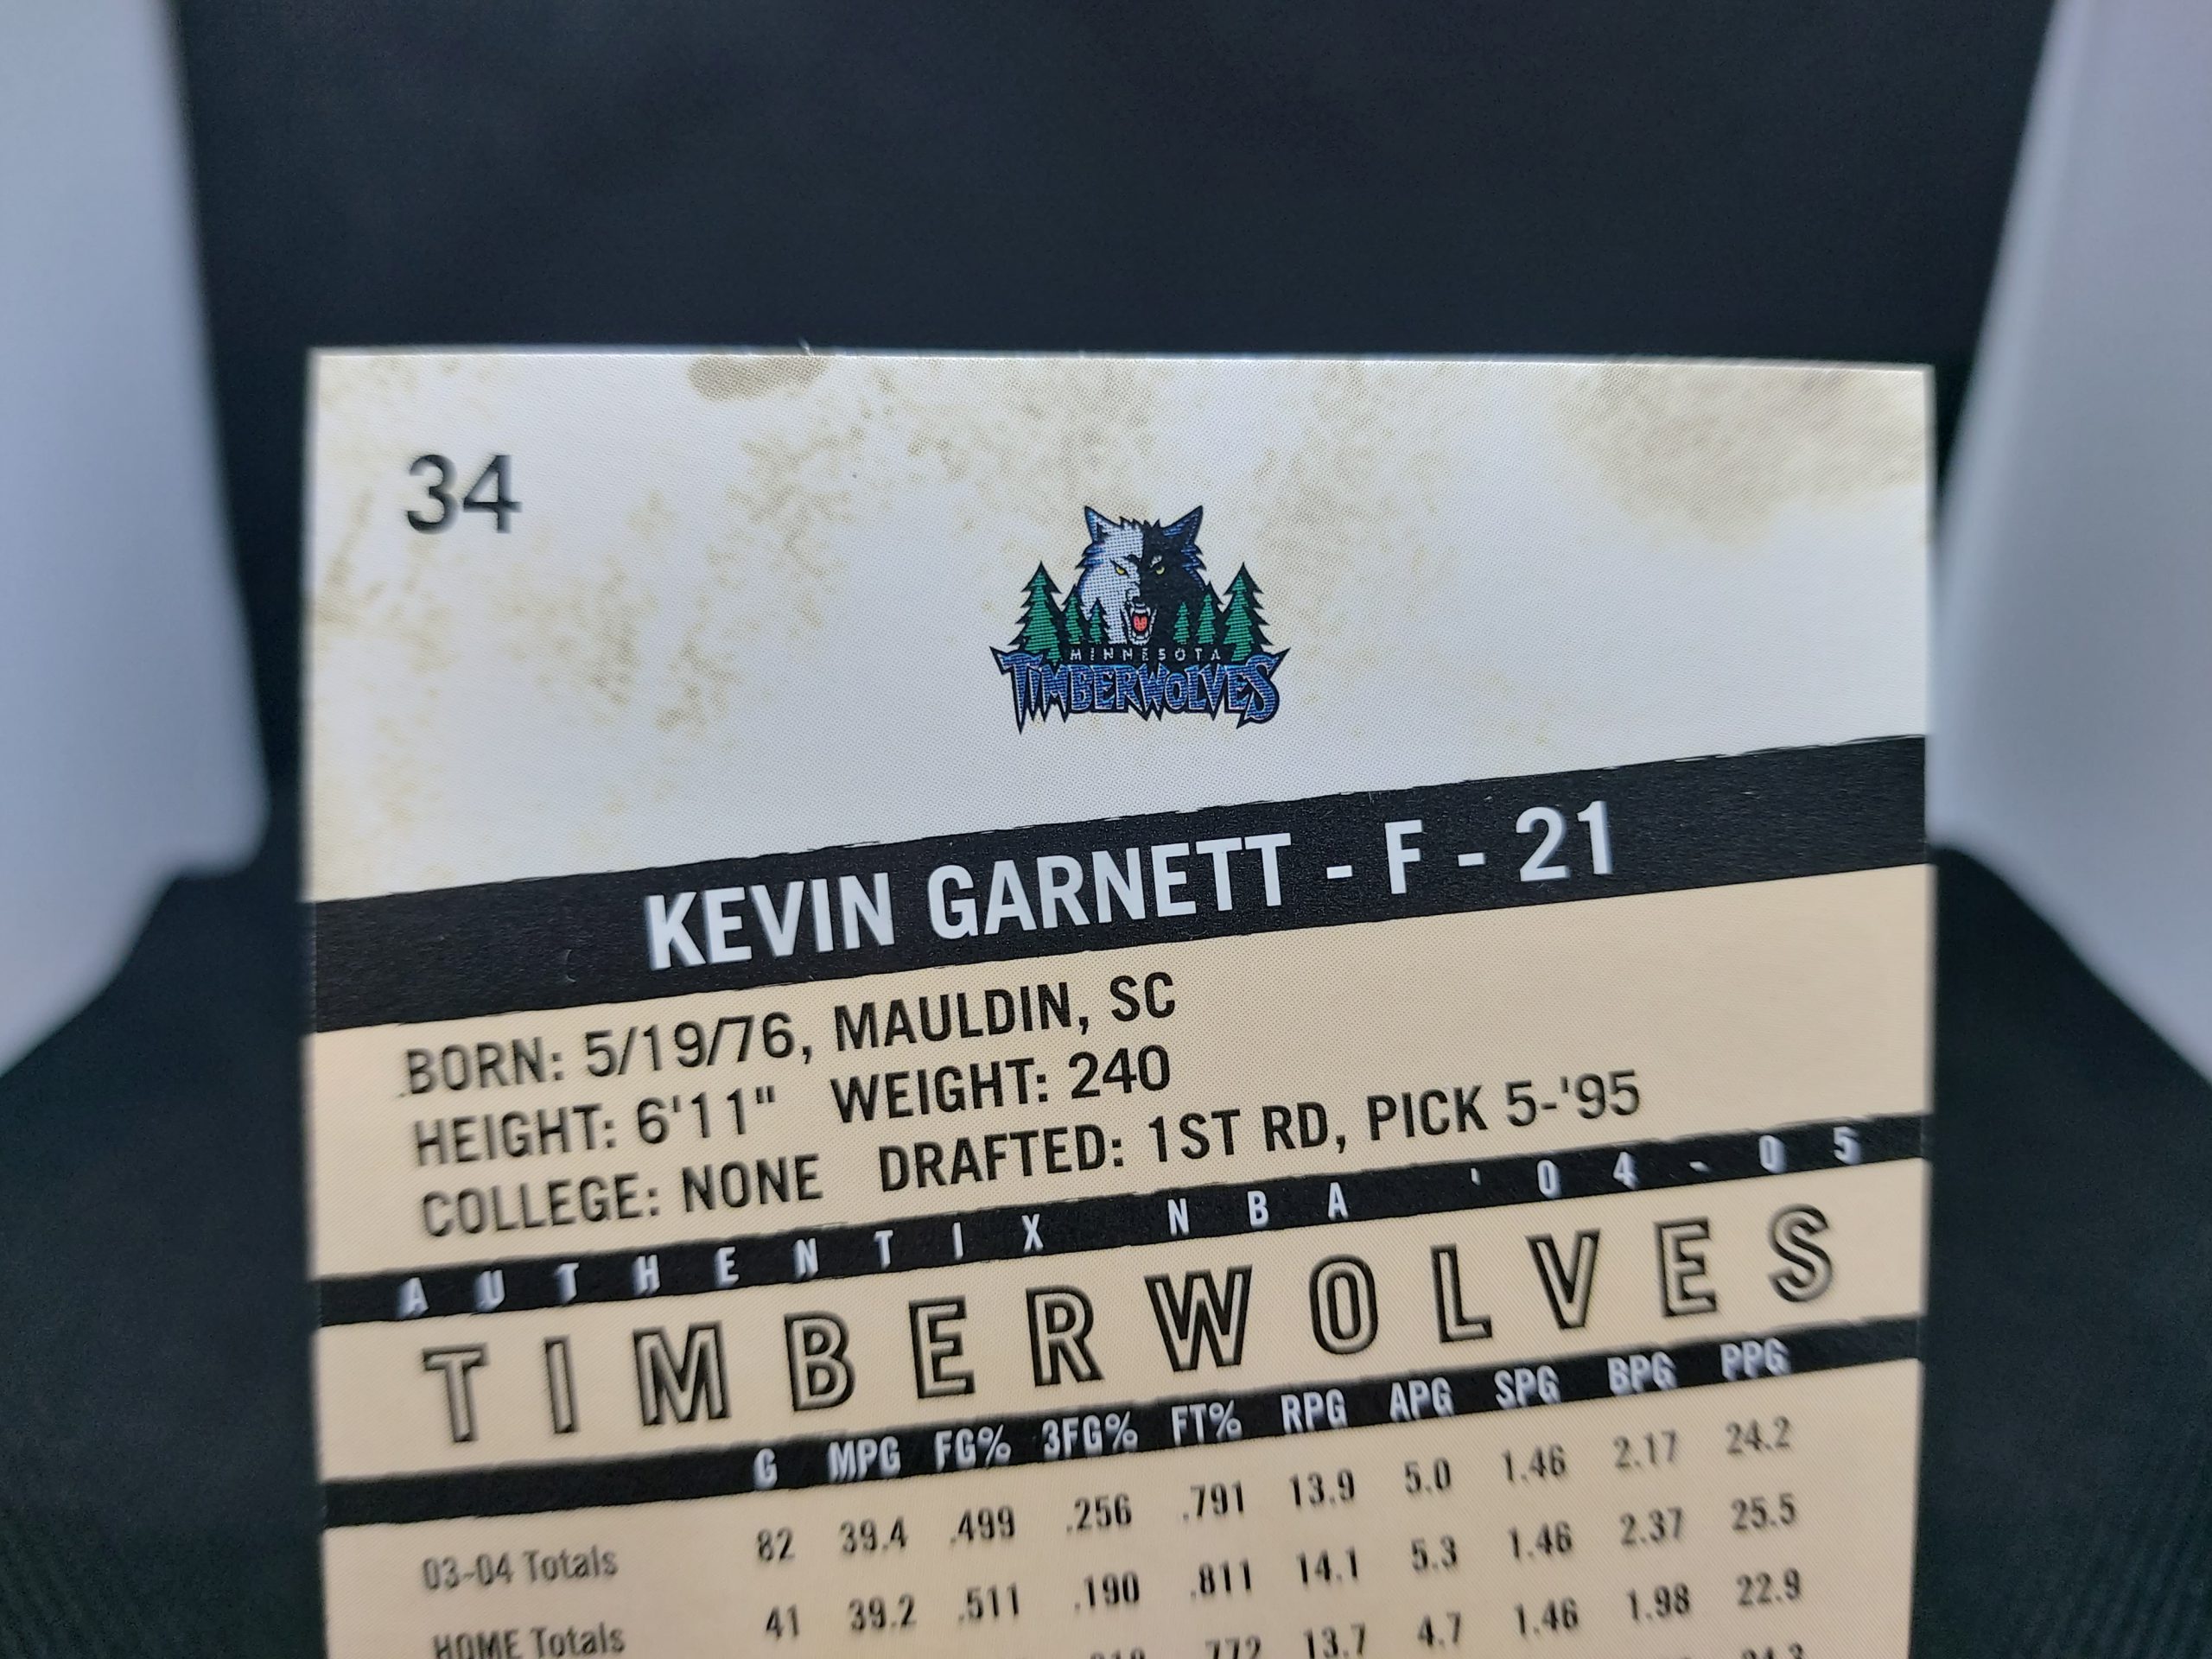 34
MINNESOTA
TIMBERWOLVES
KEVIN GARNETT - F - 21
BORN: 5/19/76, MAULDIN, SC
HEIGHT: 6'11" WEIGHT: 240
COLLEGE: NONE DRAFTED: 1ST RD, PICK 5-'95
AUTHENTIX NBA '04-05
TIMBERWOLVES
G MPG FG% 3FG% FT% RPG APG SPG BPG PPG
03-04 Totals 82 39.4 .499 .256 .791 13.9 5.0 1.46 2.17 24.2
HOME Totals 41 39.2 .511 .190 .811 14.1 5.3 1.46 2.37 25.5
.772 13.7 4.7 1.46 1.98 22.9